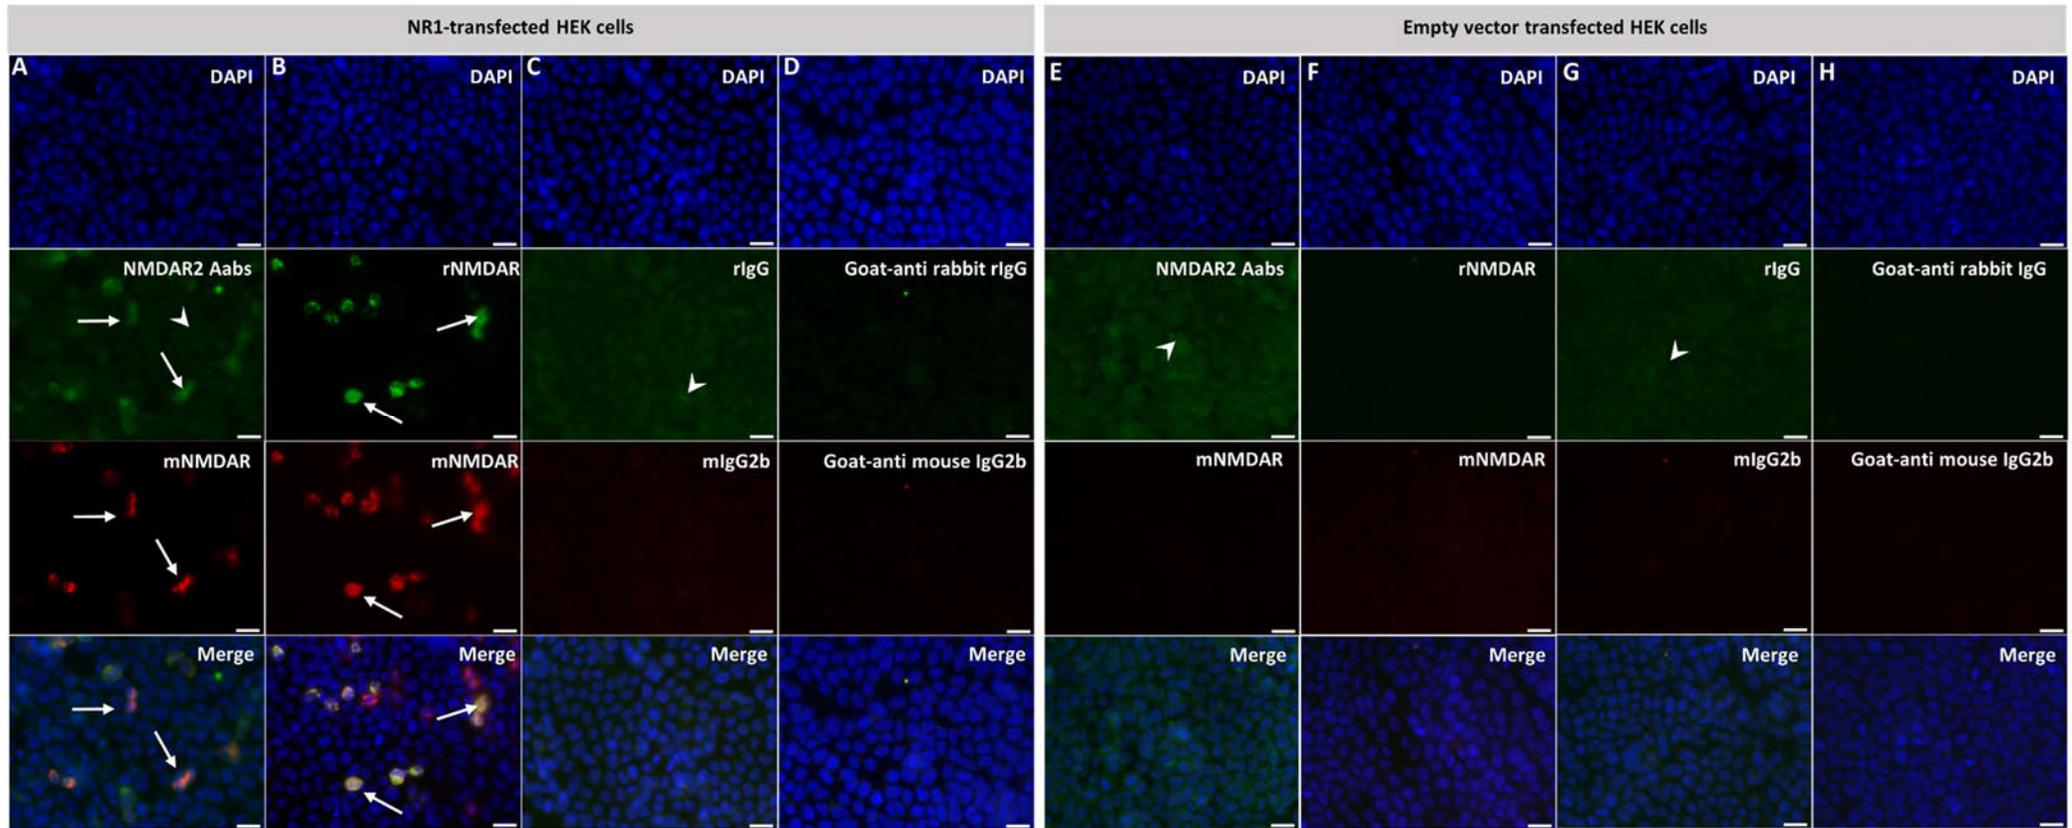 NR1-transfected HEK cells
Empty vector transfected HEK cells
A DAPI B DAPI C DAPI D DAPI E DAPI F DAPI G DAPI H DAPI
NMDAR2 Aabs rNMDAR rIgG Goat-anti rabbit rIgG NMDAR2 Aabs rNMDAR rIgG Goat-anti rabbit IgG
mNMDAR mNMDAR mIgG2b Goat-anti mouse IgG2b mNMDAR mNMDAR mIgG2b Goat-anti mouse IgG2b
Merge Merge Merge Merge Merge Merge Merge Merge